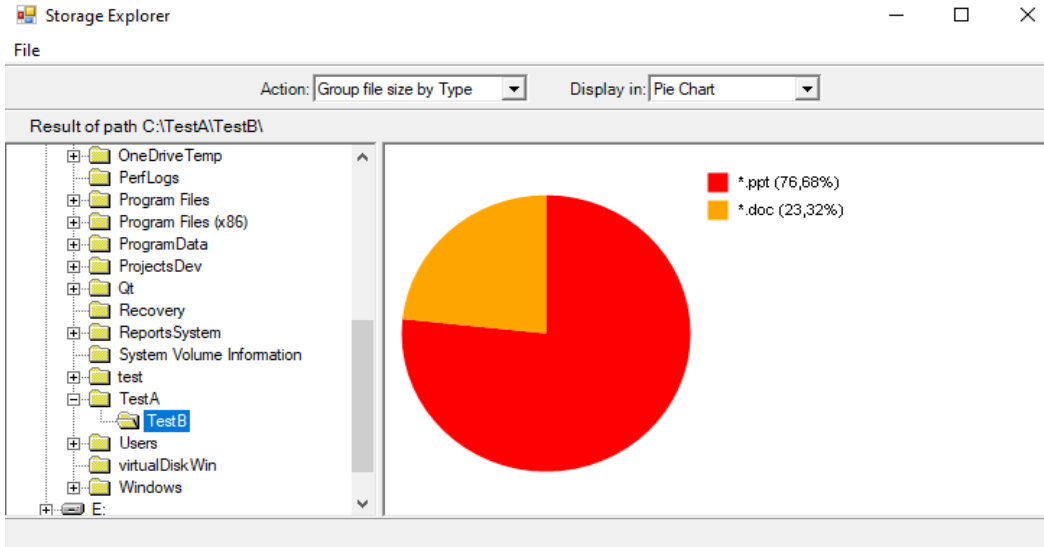 Storage Explorer
File
Action: Group file size by Type Display in: Pie Chart
Result of path C:\TestA\TestB\
OneDriveTemp
PerfLogs
Program Files
Program Files (x86)
ProgramData
ProjectsDev
Qt
Recovery
ReportsSystem
System Volume Information
test
TestA
TestB
Users
virtualDiskWin
Windows
E:
*.ppt (76,68%)
*.doc (23,32%)